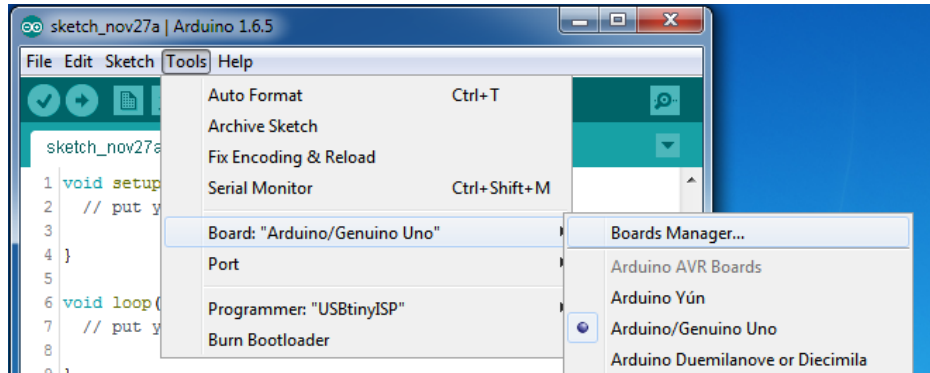 sketch_nov27a | Arduino 1.6.5
File Edit Sketch Tools Help
Auto Format Ctrl+T
Archive Sketch
Fix Encoding & Reload
Serial Monitor Ctrl+Shift+M
Board: "Arduino/Genuino Uno"
Port
Programmer: "USBtinyISP"
Burn Bootloader
Boards Manager...
Arduino AVR Boards
Arduino Yún
Arduino/Genuino Uno
Arduino Duemilanove or Diecimila
sketch_nov27a
1 void setup
2 // put y
3
4 }
5
6 void loop(
7 // put y
8
9 }